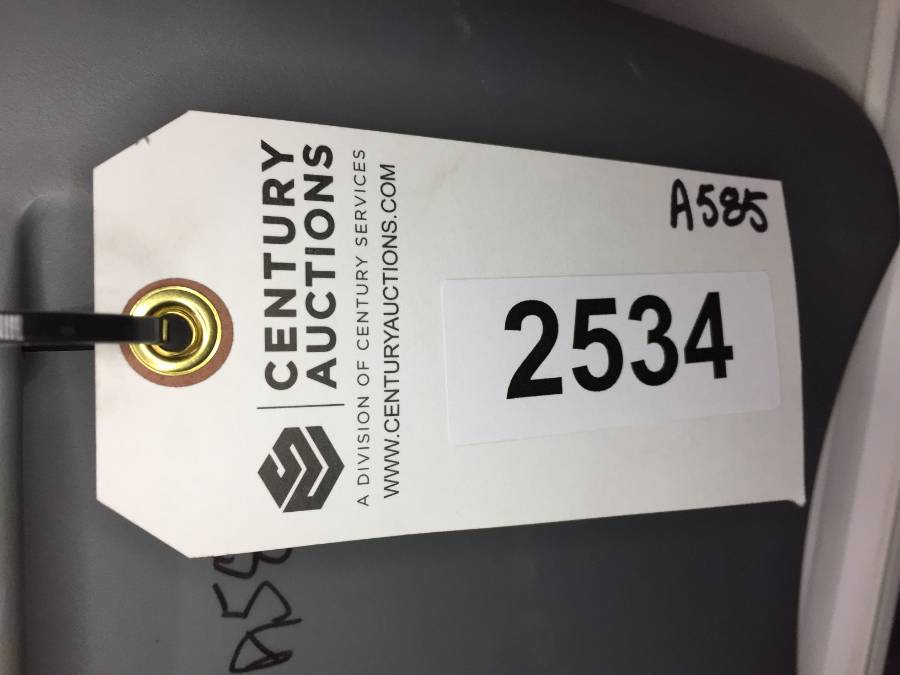 CENTURY
AUCTIONS
A DIVISION OF CENTURY SERVICES
WWW.CENTURYAUCTIONS.COM
A585
2534